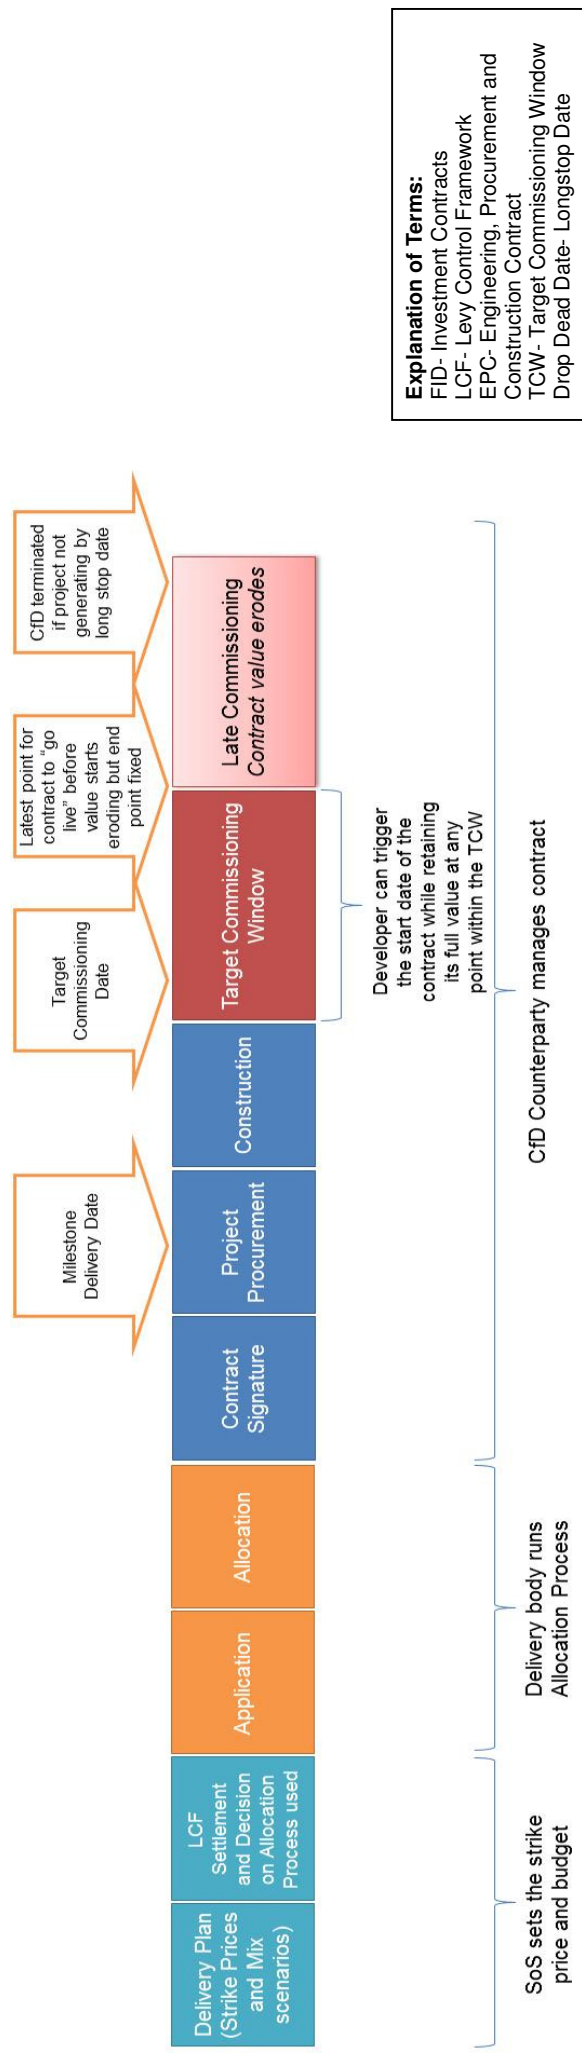 Milestone
Delivery Date
Target
Commissioning
Date
Latest point for
contract to “go
live” before
value starts
eroding but end
point fixed
CfD terminated
if project not
generating by
long stop date
Delivery Plan
(Strike Prices
and Mix
scenarios)
LCF
Settlement
and Decision
on Allocation
Process used
Application
Allocation
Contract
Signature
Project
Procurement
Construction
Target Commissioning
Window
Late Commissioning
Contract value erodes
Developer can trigger
the start date of the
contract while retaining
its full value at any
point within the TCW
SoS sets the strike
price and budget
Delivery body runs
Allocation Process
CfD Counterparty manages contract
Explanation of Terms:
FID- Investment Contracts
LCF- Levy Control Framework
EPC- Engineering, Procurement and
Construction Contract
TCW- Target Commissioning Window
Drop Dead Date- Longstop Date